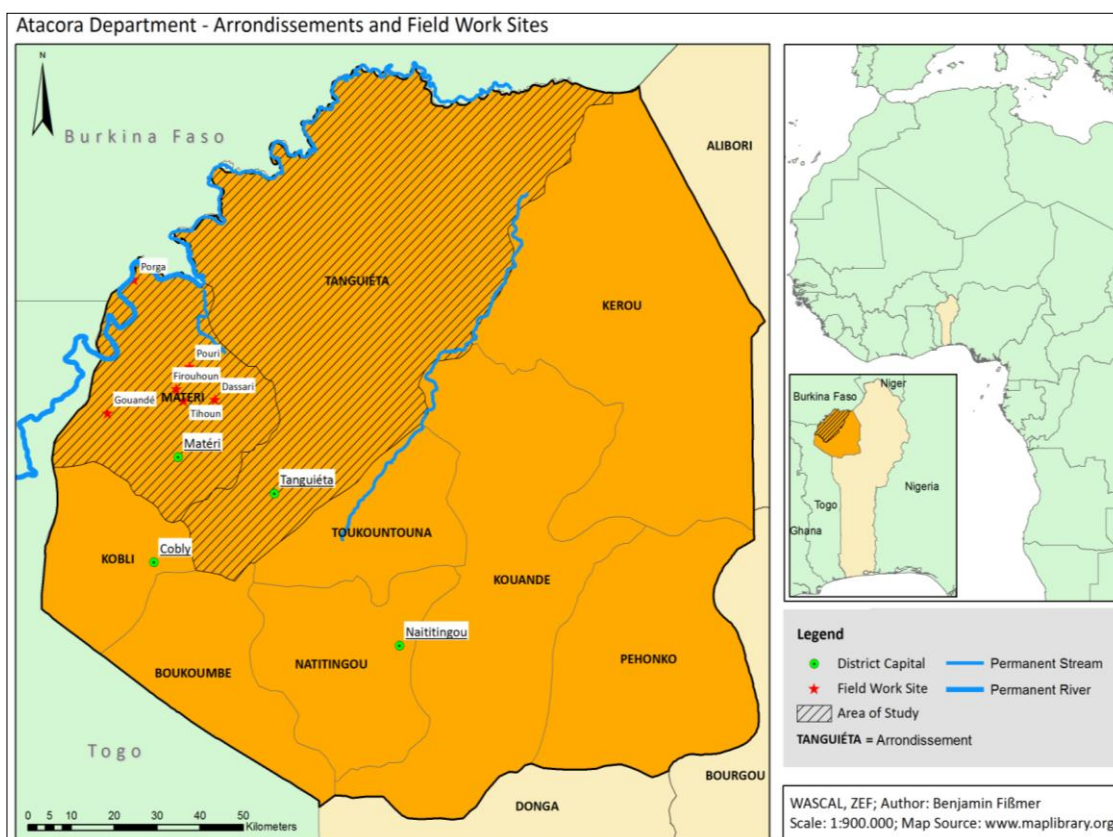 Atacora Department - Arrondissements and Field Work Sites
N
Burkina Faso
ALIBORI
Porga
TANGUIÉTA
KEROU
Pouri
Firouhoun
Dassari
Gouandé
MATÉRI
Tihoun
Matéri
Tanguiéta
TOUKOUNTOUNA
KOBLI
Cobly
KOUANDE
Naititingou
BOUKOUMBE
NATITINGOU
PEHONKO
Togo
BOURGOU
DONGA
0 5 10 20 30 40 50
Kilometers
Niger
Burkina Faso
Togo
Nigeria
Ghana
Legend
District Capital
Permanent Stream
Field Work Site
Permanent River
Area of Study
TANGUIÉTA = Arrondissement
WASCAL, ZEF; Author: Benjamin Fißmer
Scale: 1:900.000; Map Source: www.maplibrary.org